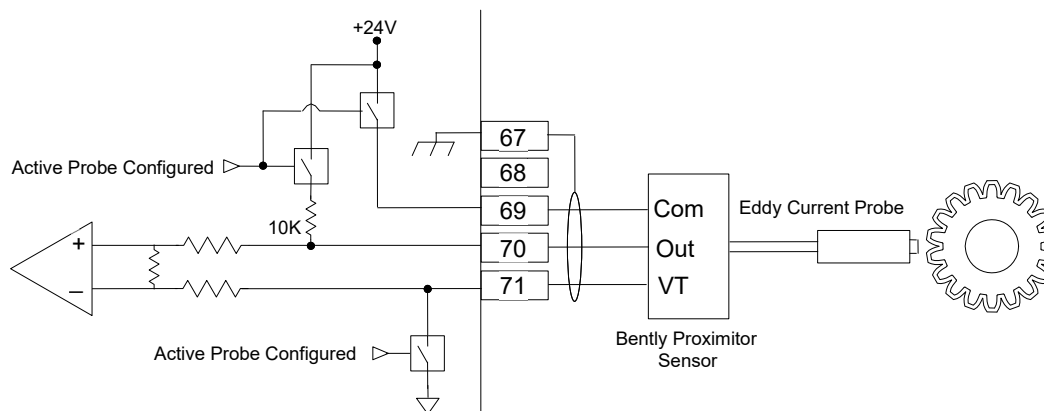 +24V
67
Active Probe Configured
68
69
Com
Eddy Current Probe
10K
+
70
Out
–
71
VT
Active Probe Configured
Bently Proximitor
Sensor